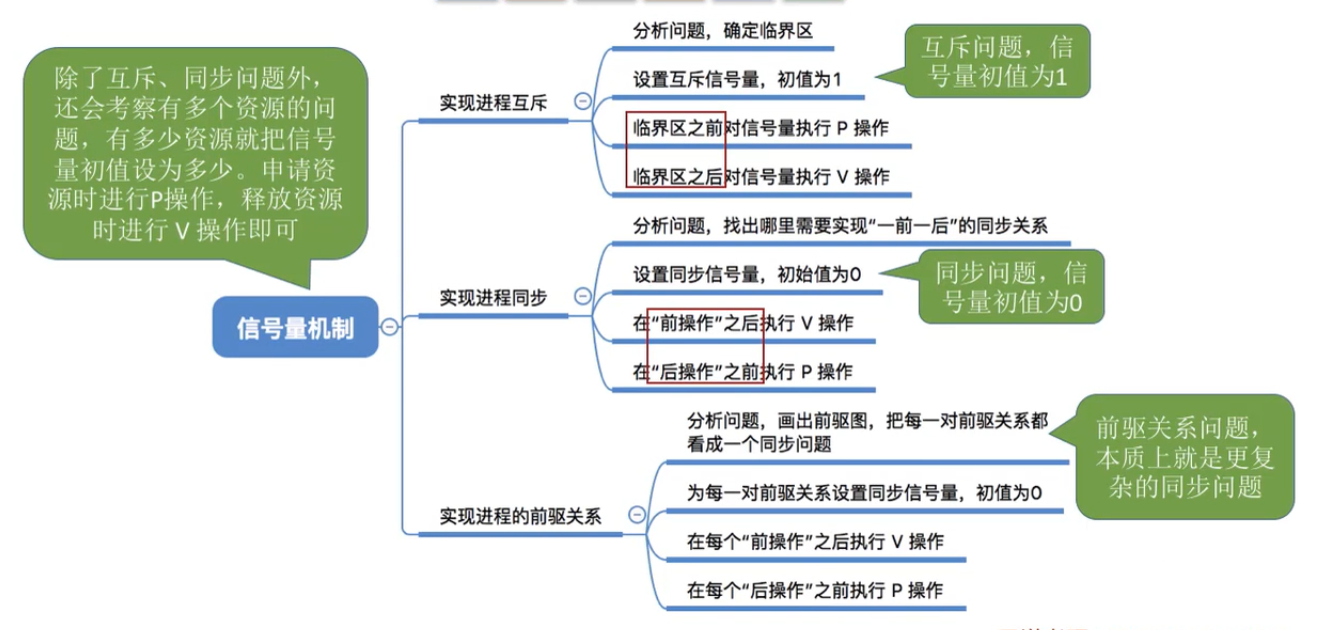 除了互斥、同步问题外，
还会考察有多个资源的问
题，有多少资源就把信号
量初值设为多少。申请资
源时进行P操作，释放资源
时进行 V 操作即可
信号量机制
实现进程互斥
分析问题，确定临界区
设置互斥信号量，初值为1
临界区之前对信号量执行 P 操作
临界区之后对信号量执行 V 操作
互斥问题，信
号量初值为1
实现进程同步
分析问题，找出哪里需要实现“一前一后”的同步关系
设置同步信号量，初始值为0
在“前操作”之后执行 V 操作
在“后操作”之前执行 P 操作
同步问题，信
号量初值为0
实现进程的前驱关系
分析问题，画出前驱图，把每一对前驱关系都
看成一个同步问题
为每一对前驱关系设置同步信号量，初值为0
在每个“前操作”之后执行 V 操作
在每个“后操作”之前执行 P 操作
前驱关系问题，
本质上就是更复
杂的同步问题